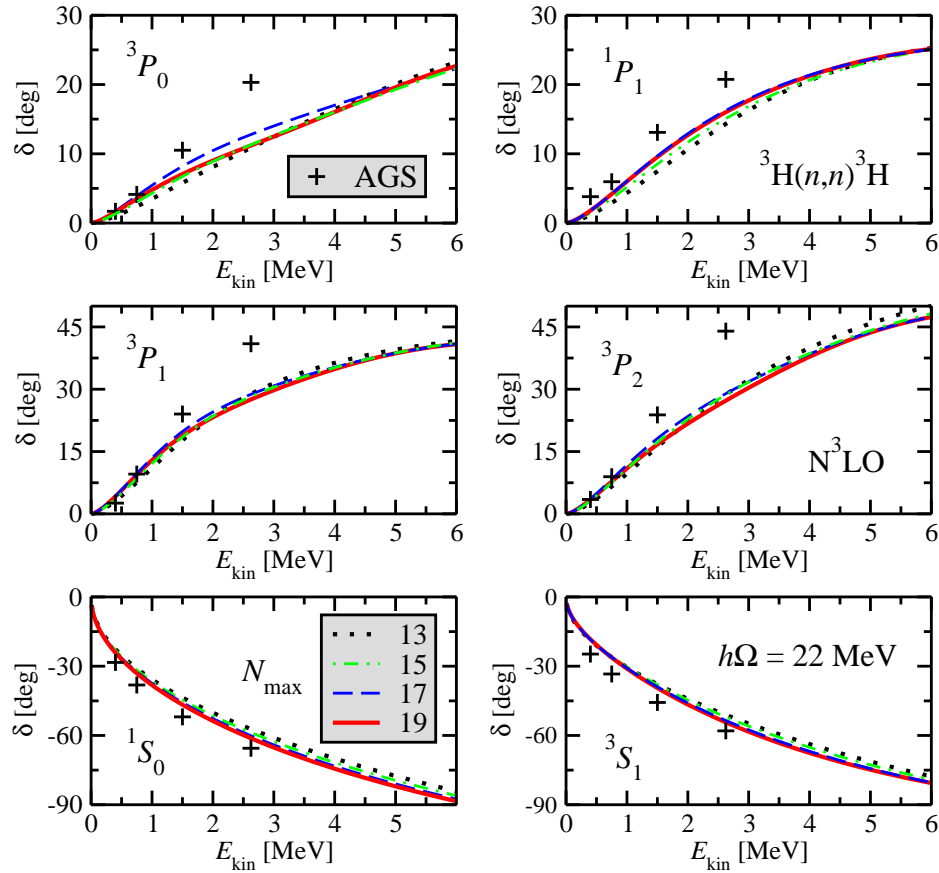 30
20
10
0
δ [deg]
³P₀
+ AGS
0 1 2 3 4 5 6
E_kin [MeV]
30
20
10
0
δ [deg]
¹P₁
³H(n,n)³H
0 1 2 3 4 5 6
E_kin [MeV]
45
30
15
0
δ [deg]
³P₁
0 1 2 3 4 5 6
E_kin [MeV]
45
30
15
0
δ [deg]
³P₂
N³LO
0 1 2 3 4 5 6
E_kin [MeV]
0
-30
-60
-90
δ [deg]
N_max
13
15
17
19
¹S₀
0 1 2 3 4 5 6
E_kin [MeV]
0
-30
-60
-90
δ [deg]
hΩ = 22 MeV
³S₁
0 1 2 3 4 5 6
E_kin [MeV]